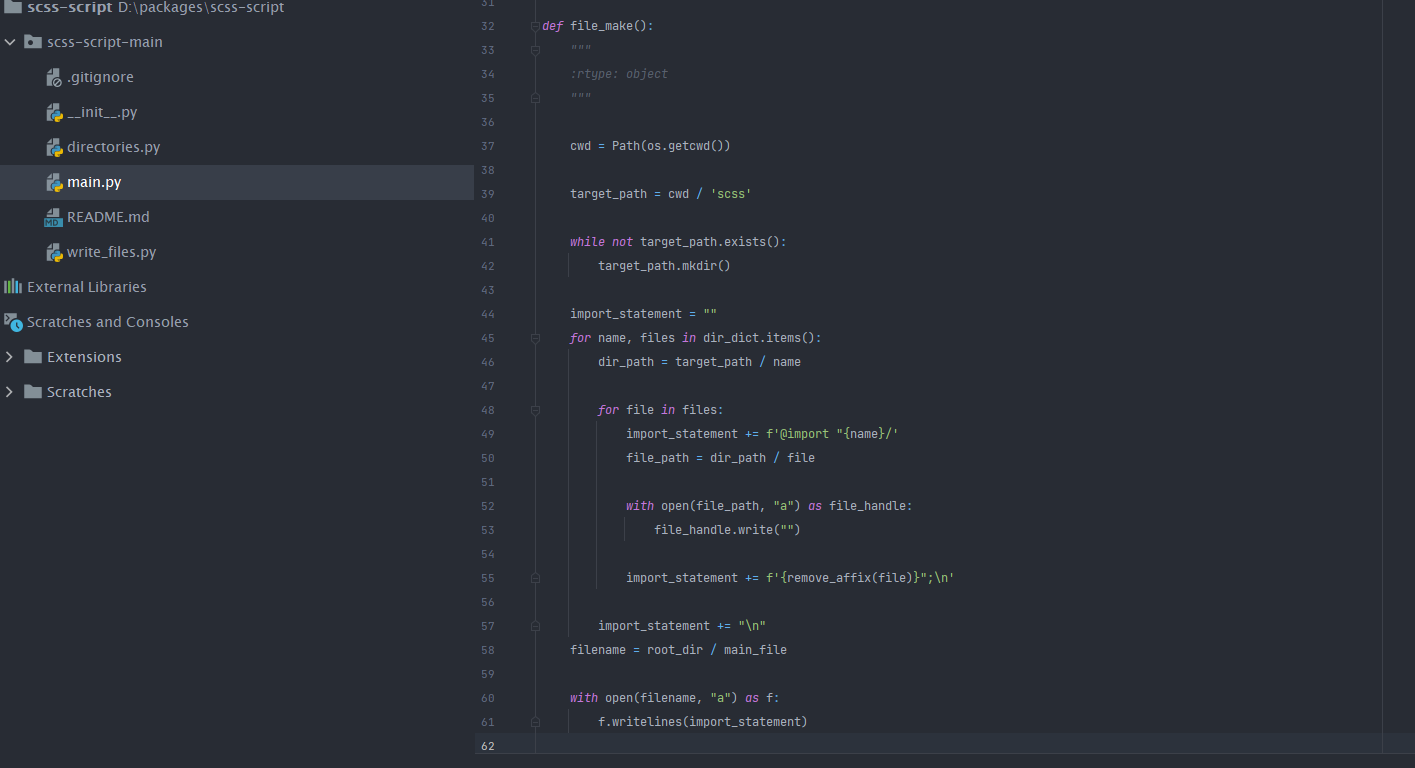 scss-script D:\packages\scss-script
scss-script-main
.gitignore
__init__.py
directories.py
main.py
MD README.md
write_files.py
External Libraries
Scratches and Consoles
Extensions
Scratches
31
32 def file_make():
33     """
34     :rtype: object
35     """
36
37     cwd = Path(os.getcwd())
38
39     target_path = cwd / 'scss'
40
41     while not target_path.exists():
42         target_path.mkdir()
43
44     import_statement = ""
45     for name, files in dir_dict.items():
46         dir_path = target_path / name
47
48         for file in files:
49             import_statement += f'@import "{name}/'
50             file_path = dir_path / file
51
52             with open(file_path, "a") as file_handle:
53                 file_handle.write("")
54
55             import_statement += f'{remove_affix(file)}";\n'
56
57         import_statement += "\n"
58     filename = root_dir / main_file
59
60     with open(filename, "a") as f:
61         f.writelines(import_statement)
62